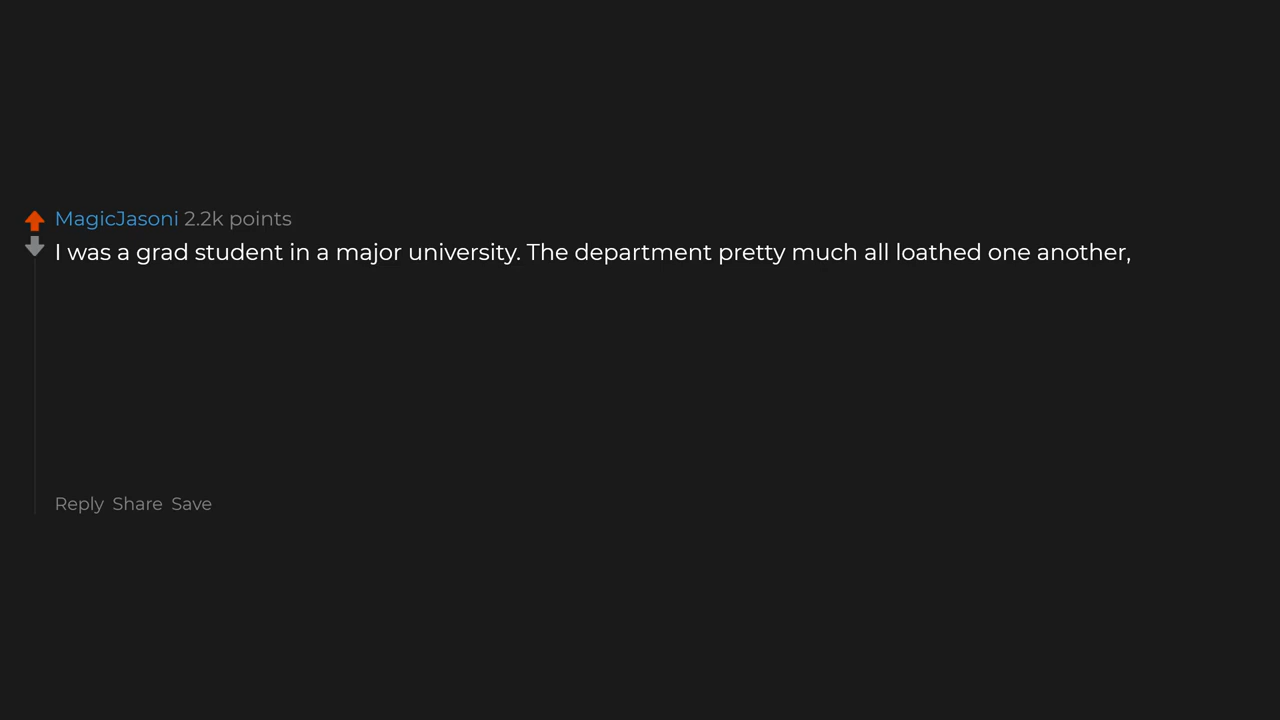 MagicJasoni 2.2k points
I was a grad student in a major university. The department pretty much all loathed one another,
Reply Share Save